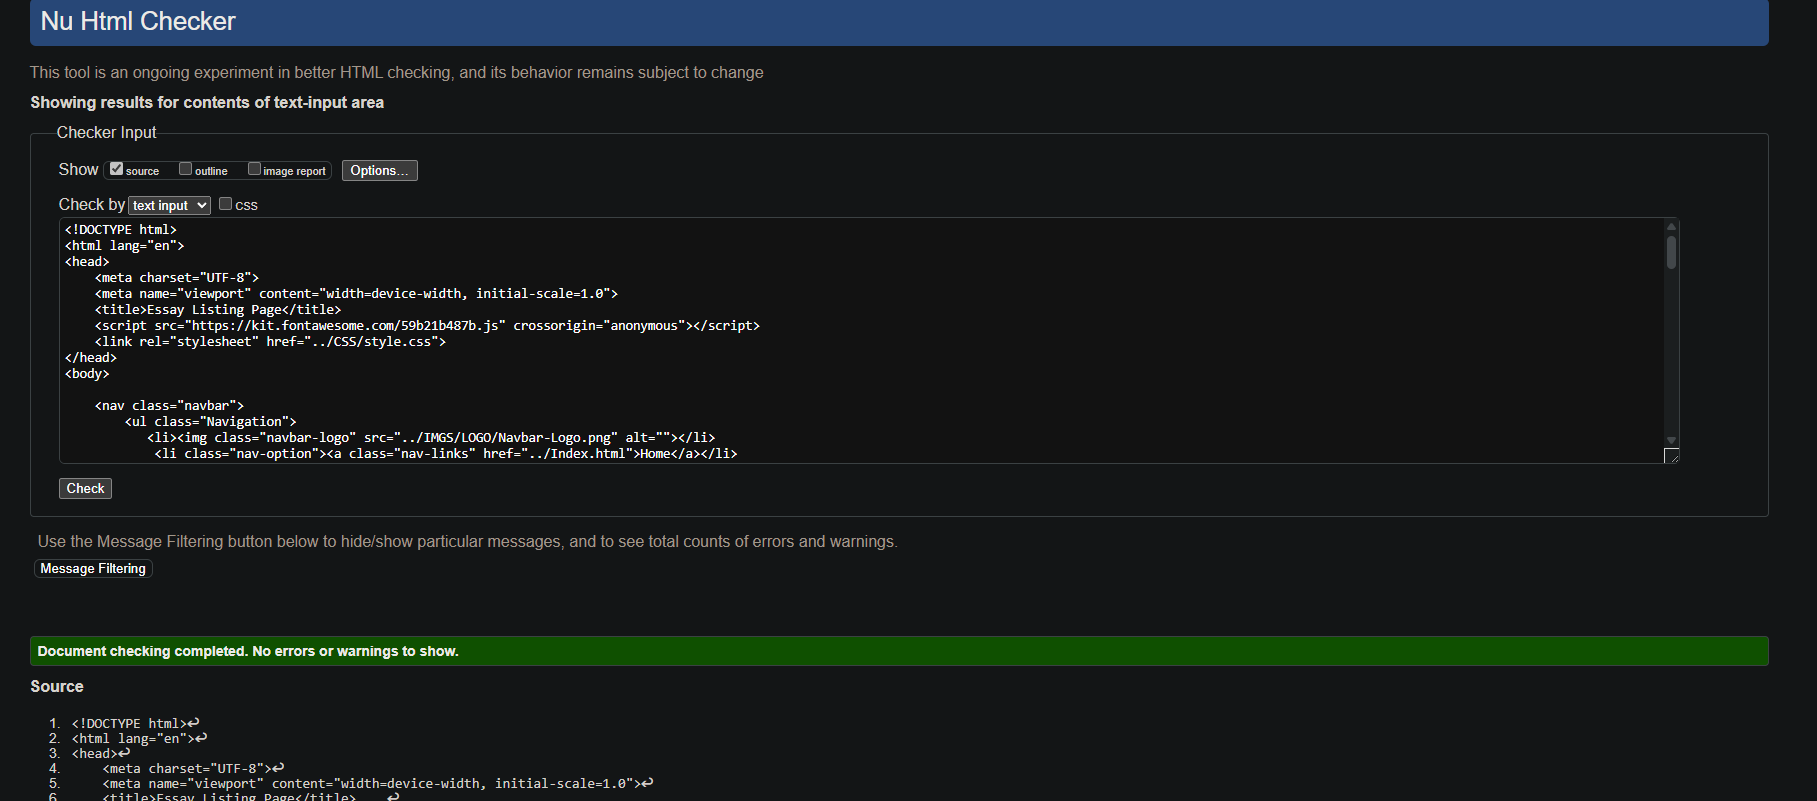 Nu Html Checker
This tool is an ongoing experiment in better HTML checking, and its behavior remains subject to change
Showing results for contents of text-input area
Checker Input
Show source outline image report Options...
Check by text input css
<!DOCTYPE html>
<html lang="en">
<head>
    <meta charset="UTF-8">
    <meta name="viewport" content="width=device-width, initial-scale=1.0">
    <title>Essay Listing Page</title>
    <script src="https://kit.fontawesome.com/59b21b487b.js" crossorigin="anonymous"></script>
    <link rel="stylesheet" href="../CSS/style.css">
</head>
<body>
    <nav class="navbar">
        <ul class="Navigation">
           <li><img class="navbar-logo" src="../IMGS/LOGO/Navbar-Logo.png" alt=""></li>
            <li class="nav-option"><a class="nav-links" href="../Index.html">Home</a></li>
Check
Use the Message Filtering button below to hide/show particular messages, and to see total counts of errors and warnings.
Message Filtering
Document checking completed. No errors or warnings to show.
Source
1. <!DOCTYPE html>↩
2. <html lang="en">↩
3. <head>↩
4.     <meta charset="UTF-8">↩
5.     <meta name="viewport" content="width=device-width, initial-scale=1.0">↩
6.     <title>Essay Listing Page</title>    ↩